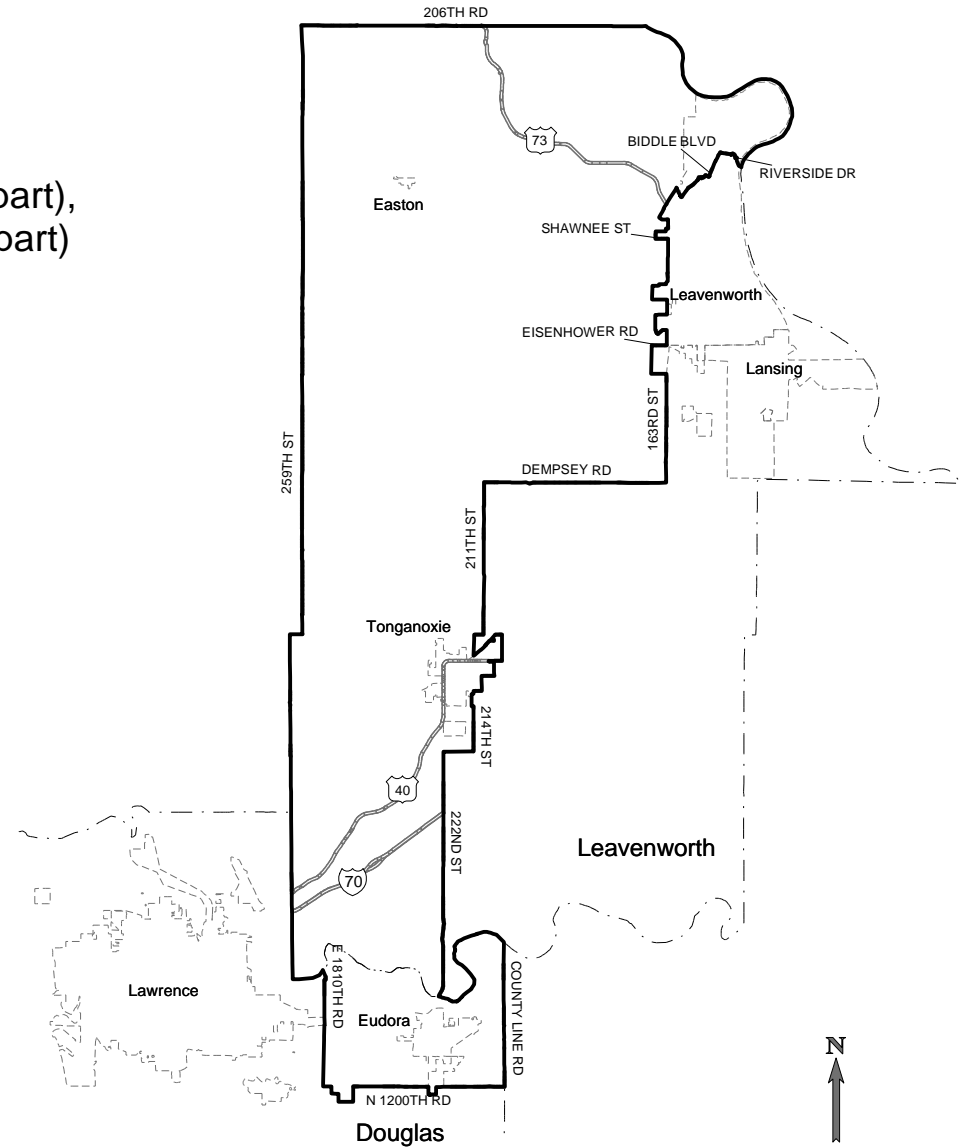 206TH RD
73
BIDDLE BLVD
RIVERSIDE DR
part),
part)
Easton
SHAWNEE ST
Leavenworth
EISENHOWER RD
Lansing
163RD ST
259TH ST
DEMPSEY RD
211TH ST
Tonganoxie
214TH ST
40
222ND ST
Leavenworth
70
E 1810TH RD
COUNTY LINE RD
Lawrence
Eudora
N
N 1200TH RD
Douglas